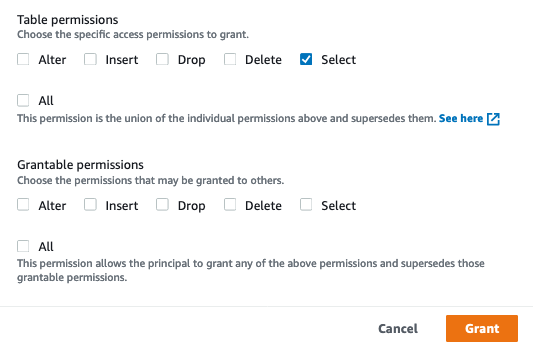 Table permissions
Choose the specific access permissions to grant.
Alter Insert Drop Delete Select
All
This permission is the union of the individual permissions above and supersedes them. See here
Grantable permissions
Choose the permissions that may be granted to others.
Alter Insert Drop Delete Select
All
This permission allows the principal to grant any of the above permissions and supersedes those
grantable permissions.
Cancel Grant